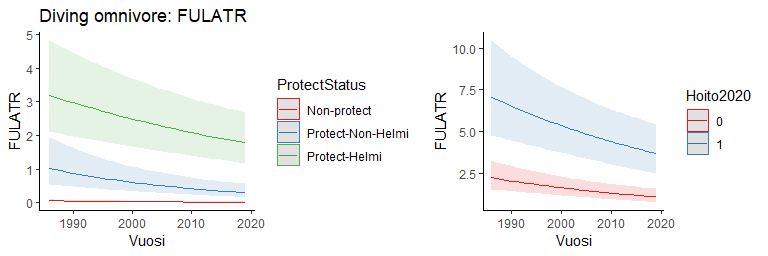 Diving omnivore: FULATR
FULATR
5
4
3
2
1
0
1990
2000
2010
2020
Vuosi
ProtectStatus
Non-protect
Protect-Non-Helmi
Protect-Helmi
FULATR
10.0
7.5
5.0
2.5
1990
2000
2010
2020
Vuosi
Hoito2020
0
1